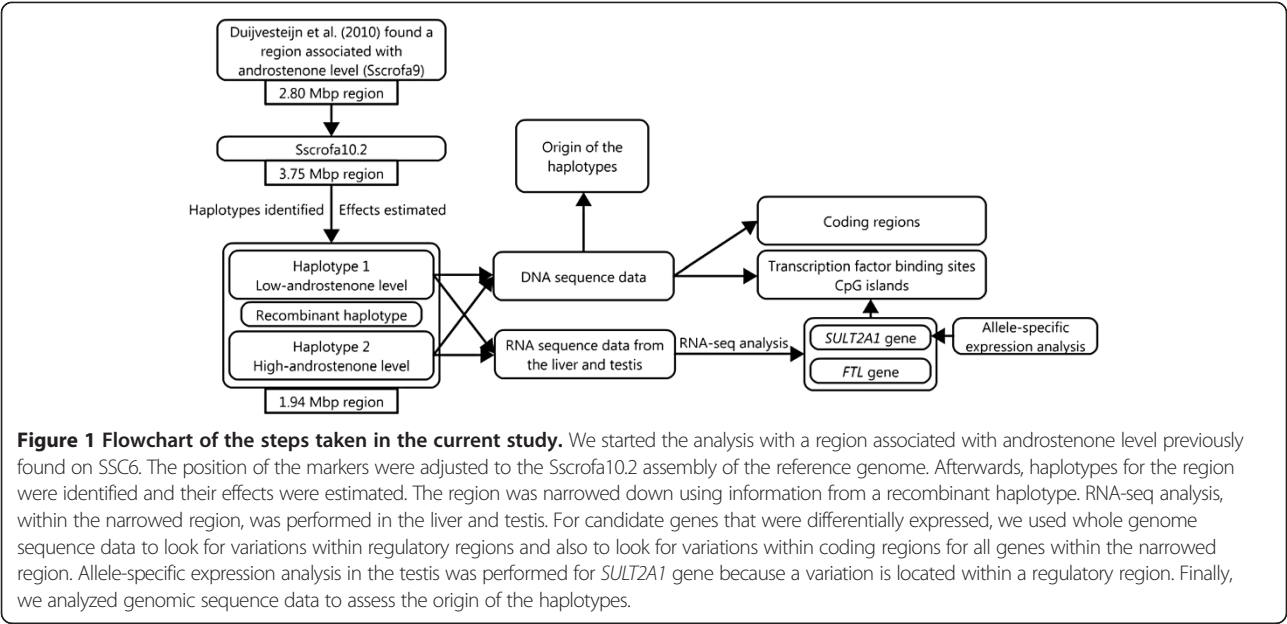 Duijvesteijn et al. (2010) found a
region associated with
androstenone level (Sscrofa9)
2.80 Mbp region
Sscrofa10.2
3.75 Mbp region
Haplotypes identified
Effects estimated
Haplotype 1
Low-androstenone level
Recombinant haplotype
Haplotype 2
High-androstenone level
1.94 Mbp region
Origin of the
haplotypes
DNA sequence data
RNA sequence data from
the liver and testis
RNA-seq analysis
Coding regions
Transcription factor binding sites
CpG islands
SULT2A1 gene
FTL gene
Allele-specific
expression analysis
Figure 1 Flowchart of the steps taken in the current study. We started the analysis with a region associated with androstenone level previously
found on SSC6. The position of the markers were adjusted to the Sscrofa10.2 assembly of the reference genome. Afterwards, haplotypes for the region
were identified and their effects were estimated. The region was narrowed down using information from a recombinant haplotype. RNA-seq analysis,
within the narrowed region, was performed in the liver and testis. For candidate genes that were differentially expressed, we used whole genome
sequence data to look for variations within regulatory regions and also to look for variations within coding regions for all genes within the narrowed
region. Allele-specific expression analysis in the testis was performed for SULT2A1 gene because a variation is located within a regulatory region. Finally,
we analyzed genomic sequence data to assess the origin of the haplotypes.